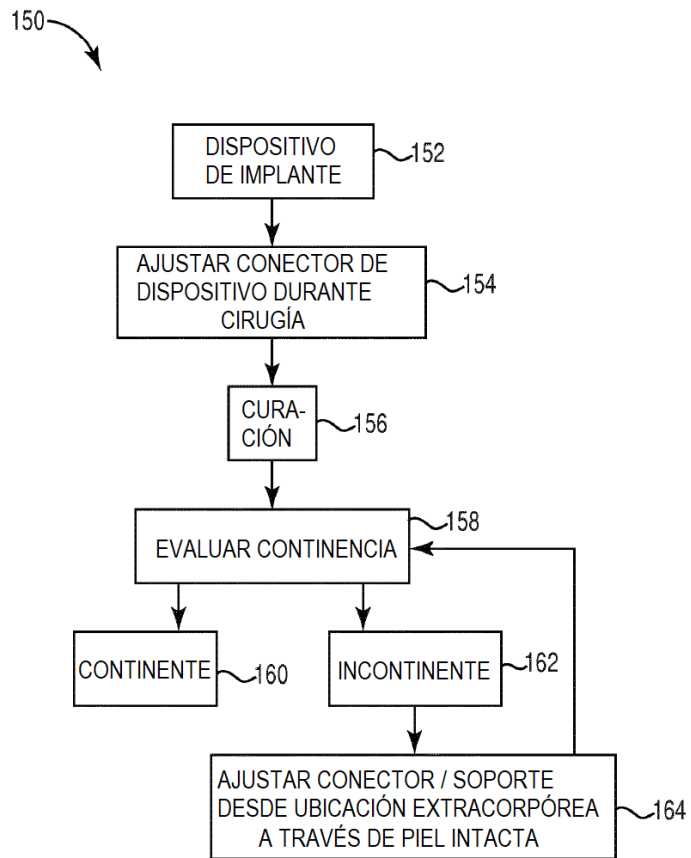 150
DISPOSITIVO
DE IMPLANTE
152
AJUSTAR CONECTOR DE
DISPOSITIVO DURANTE
CIRUGÍA
154
CURA-
CIÓN
156
158
EVALUAR CONTINENCIA
CONTINENTE
160
INCONTINENTE
162
AJUSTAR CONECTOR / SOPORTE
DESDE UBICACIÓN EXTRACORPÓREA
A TRAVÉS DE PIEL INTACTA
164